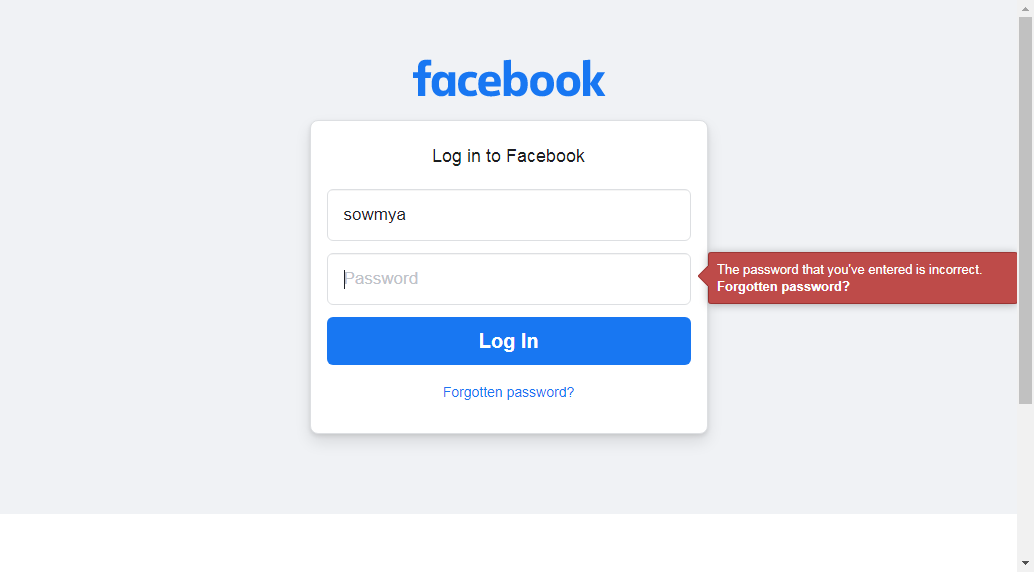 facebook
Log in to Facebook
sowmya
Password
The password that you've entered is incorrect.
Forgotten password?
Log In
Forgotten password?